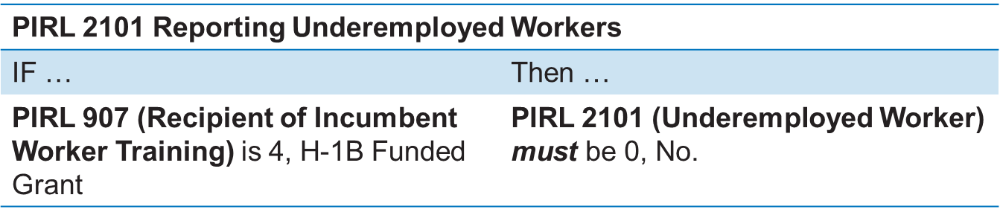 PIRL 2101 Reporting Underemployed Workers
IF …
Then …
PIRL 907 (Recipient of Incumbent
Worker Training) is 4, H-1B Funded
Grant
PIRL 2101 (Underemployed Worker)
must be 0, No.